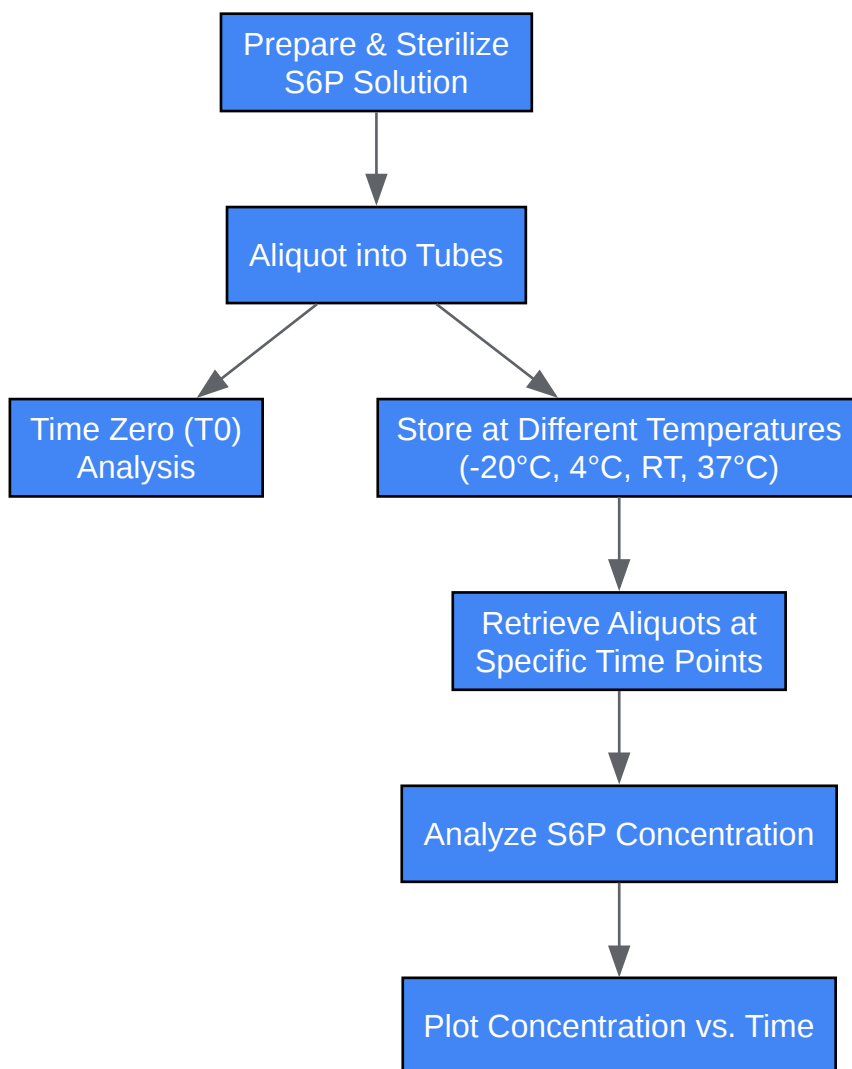 Prepare & Sterilize
S6P Solution
Aliquot into Tubes
Time Zero (T0)
Analysis
Store at Different Temperatures
(-20°C, 4°C, RT, 37°C)
Retrieve Aliquots at
Specific Time Points
Analyze S6P Concentration
Plot Concentration vs. Time